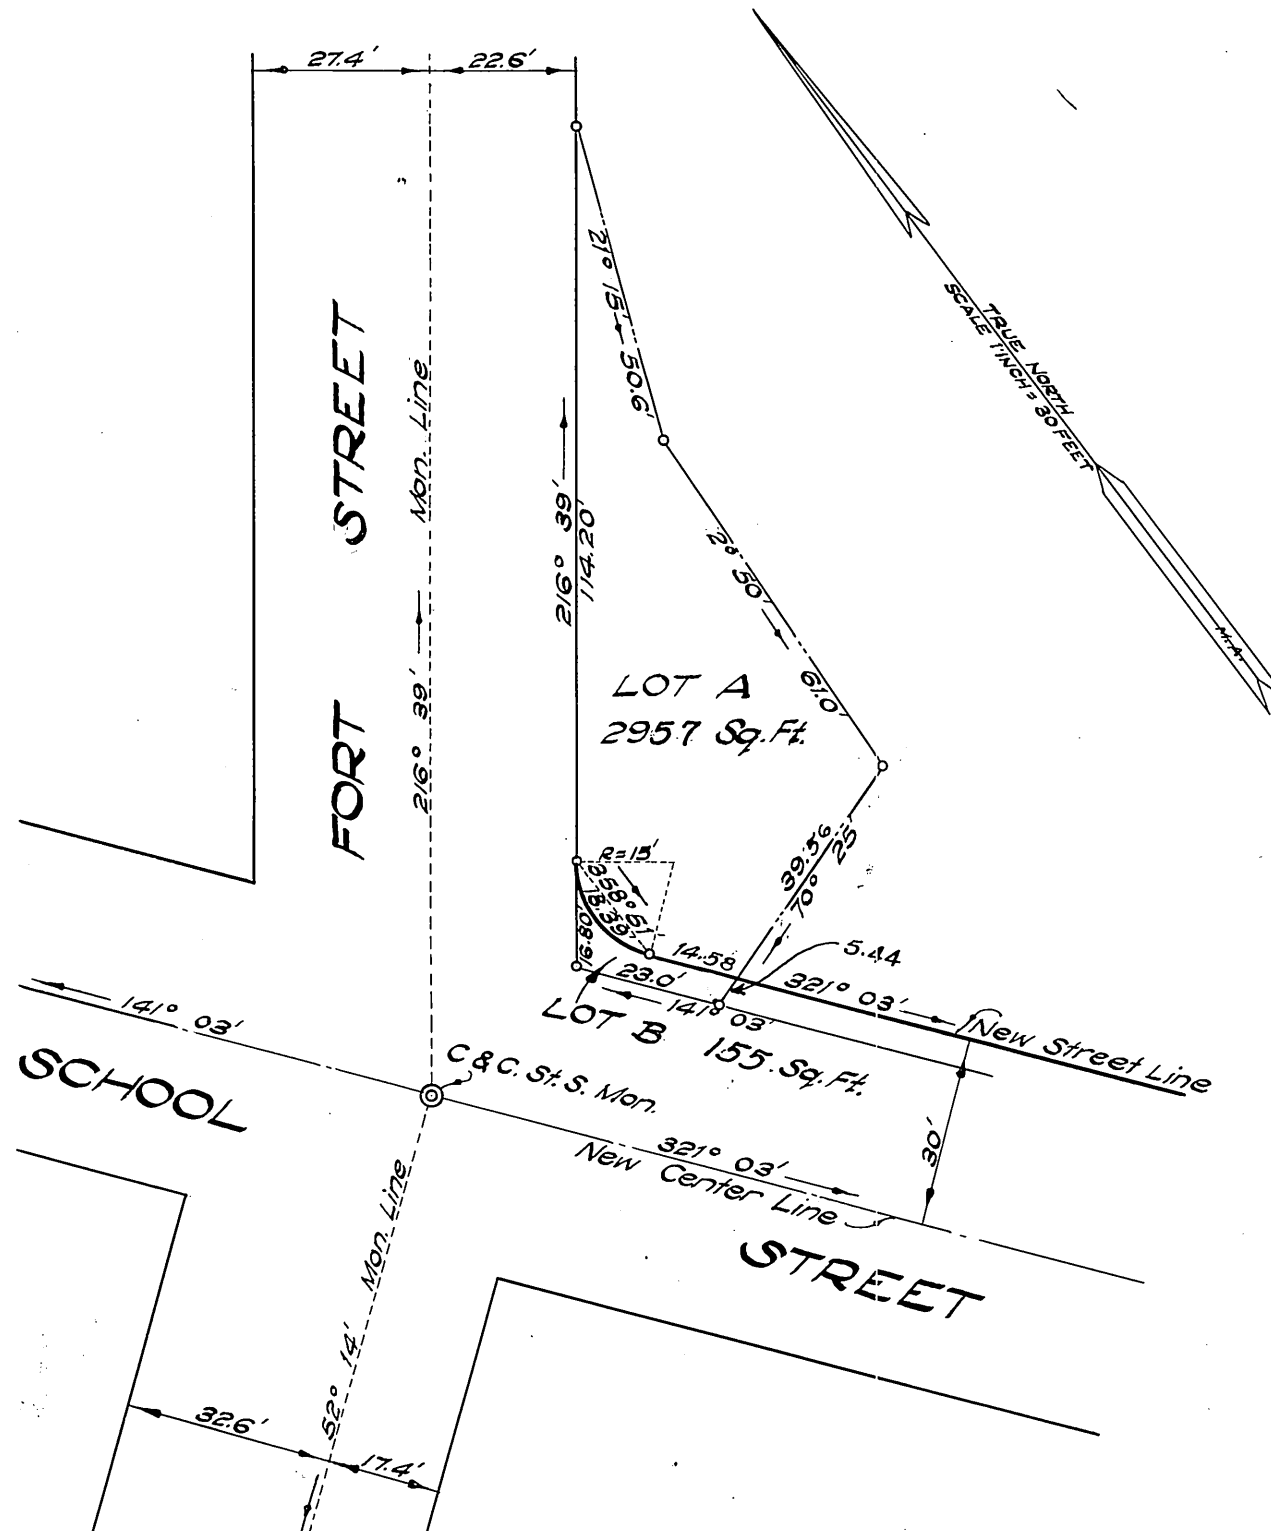 27.4'
22.6'
21° 15' 50.6'
TRUE NORTH
SCALE 1 INCH = 30 FEET
M.A.
FORT STREET
216° 39' Mon. Line
216° 39'
114.20'
2° 50' 61.0'
LOT A
2957 Sq.Ft.
R=15'
358° 51'
18.39'
16.80'
39.56
70° 25'
14.58
5.44
23.0'
321° 03'
141° 03'
141° 03'
LOT B 155 Sq.Ft.
New Street Line
SCHOOL
C & C. St. S. Mon.
321° 03'
New Center Line
30'
STREET
52° 14' Mon. Line
32.6'
17.4'